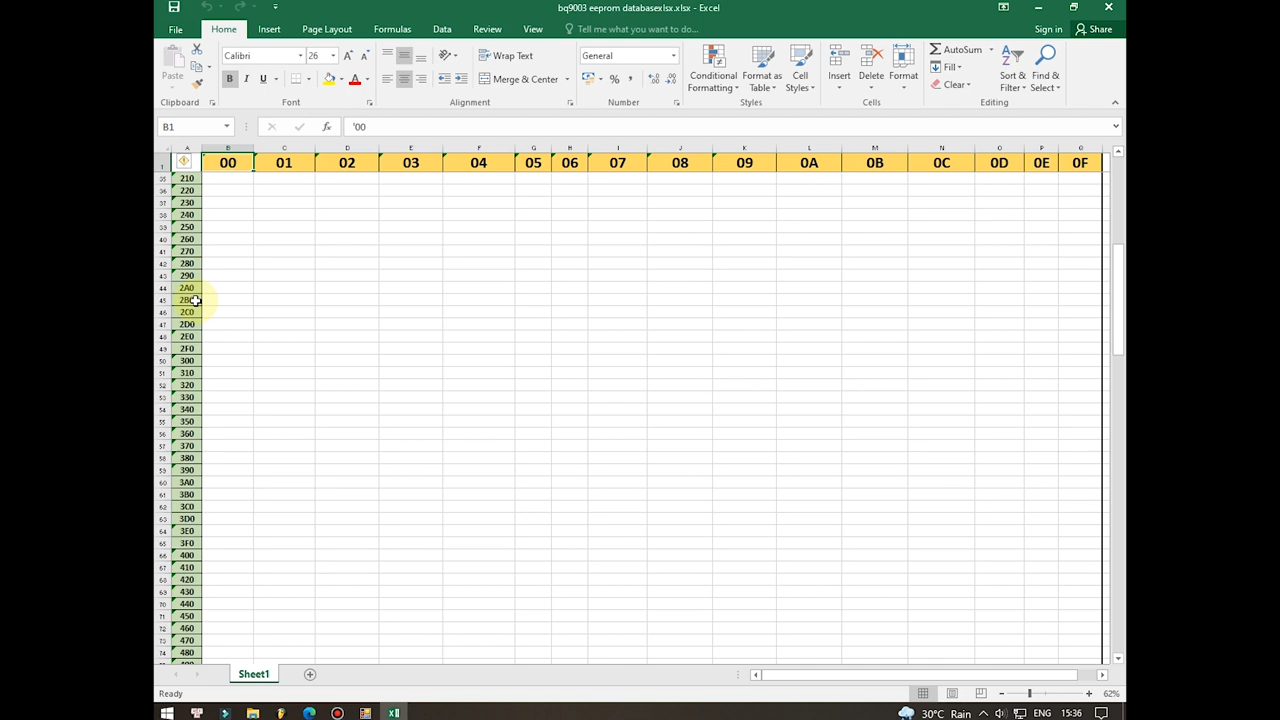 bq9003 eeprom databasexlsx.xlsx - Excel
File Home Insert Page Layout Formulas Data Review View Tell me what you want to do... Sign in Share
Calibri 26 Wrap Text General AutoSum
Paste Fill
B I U Merge & Center % Clear
Conditional Formatting Format as Table Cell Styles Insert Delete Format Sort & Filter Find & Select
Clipboard Font Alignment Number Styles Cells Editing
B1 fx '00
A B C D E F G H I J K L M N O P Q
1 00 01 02 03 04 05 06 07 08 09 0A 0B 0C 0D 0E 0F
35 210
36 220
37 230
38 240
39 250
40 260
41 270
42 280
43 290
44 2A0
45
46 2C0
47 2D0
48 2E0
49 2F0
50 300
51 310
52 320
53 330
54 340
55 350
56 360
57 370
58 380
59 390
60 3A0
61 3B0
62 3C0
63 3D0
64 3E0
65 3F0
66 400
67 410
68 420
69 430
70 440
71 450
72 460
73 470
74 480
Sheet1
Ready 62%
30°C Rain ENG 15:36